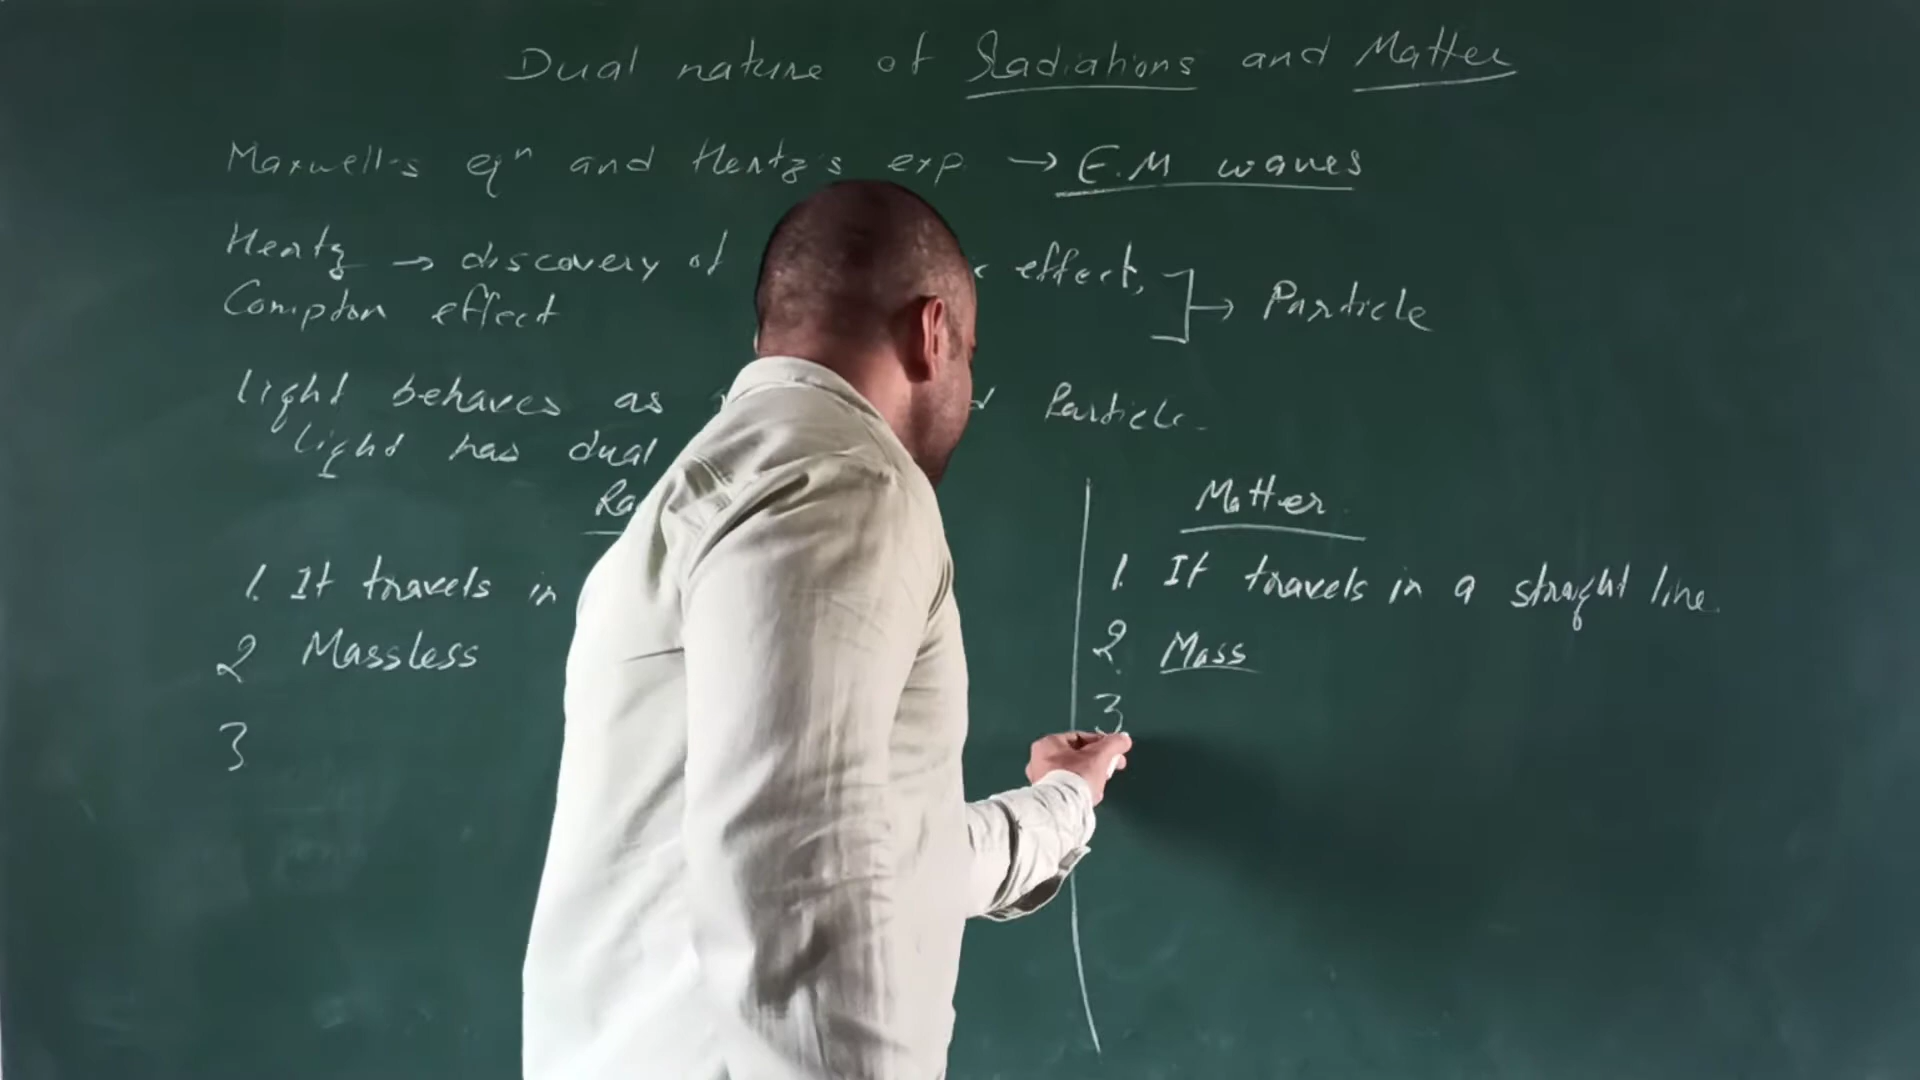 Dual nature of Radiations and Matter
Maxwell's eqn and Hertz's exp. → E.M waves
Hertz → discovery of effect,
Compton effect
→ Particle
light behaves as Particle.
light has dual
1. It travels in
2 Massless
3
Matter
1. It travels in a straight line.
2. Mass
3